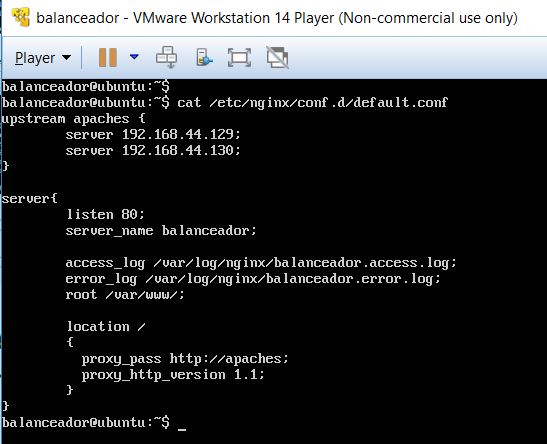 balanceador - VMware Workstation 14 Player (Non-commercial use only)
Player
balanceador@ubuntu:~$
balanceador@ubuntu:~$ cat /etc/nginx/conf.d/default.conf
upstream apaches {
        server 192.168.44.129;
        server 192.168.44.130;
}

server{
        listen 80;
        server_name balanceador;

        access_log /var/log/nginx/balanceador.access.log;
        error_log /var/log/nginx/balanceador.error.log;
        root /var/www/;

        location /
        {
          proxy_pass http://apaches;
          proxy_http_version 1.1;
        }
}
balanceador@ubuntu:~$ _